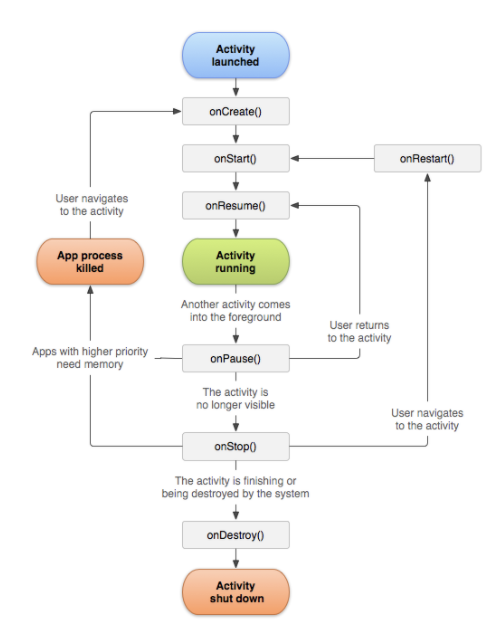 Activity
launched
onCreate()
onStart()
onRestart()
onResume()
User navigates
to the activity
App process
killed
Activity
running
Another activity comes
into the foreground
User returns
to the activity
Apps with higher priority
need memory
onPause()
The activity is
no longer visible
User navigates
to the activity
onStop()
The activity is finishing or
being destroyed by the system
onDestroy()
Activity
shut down